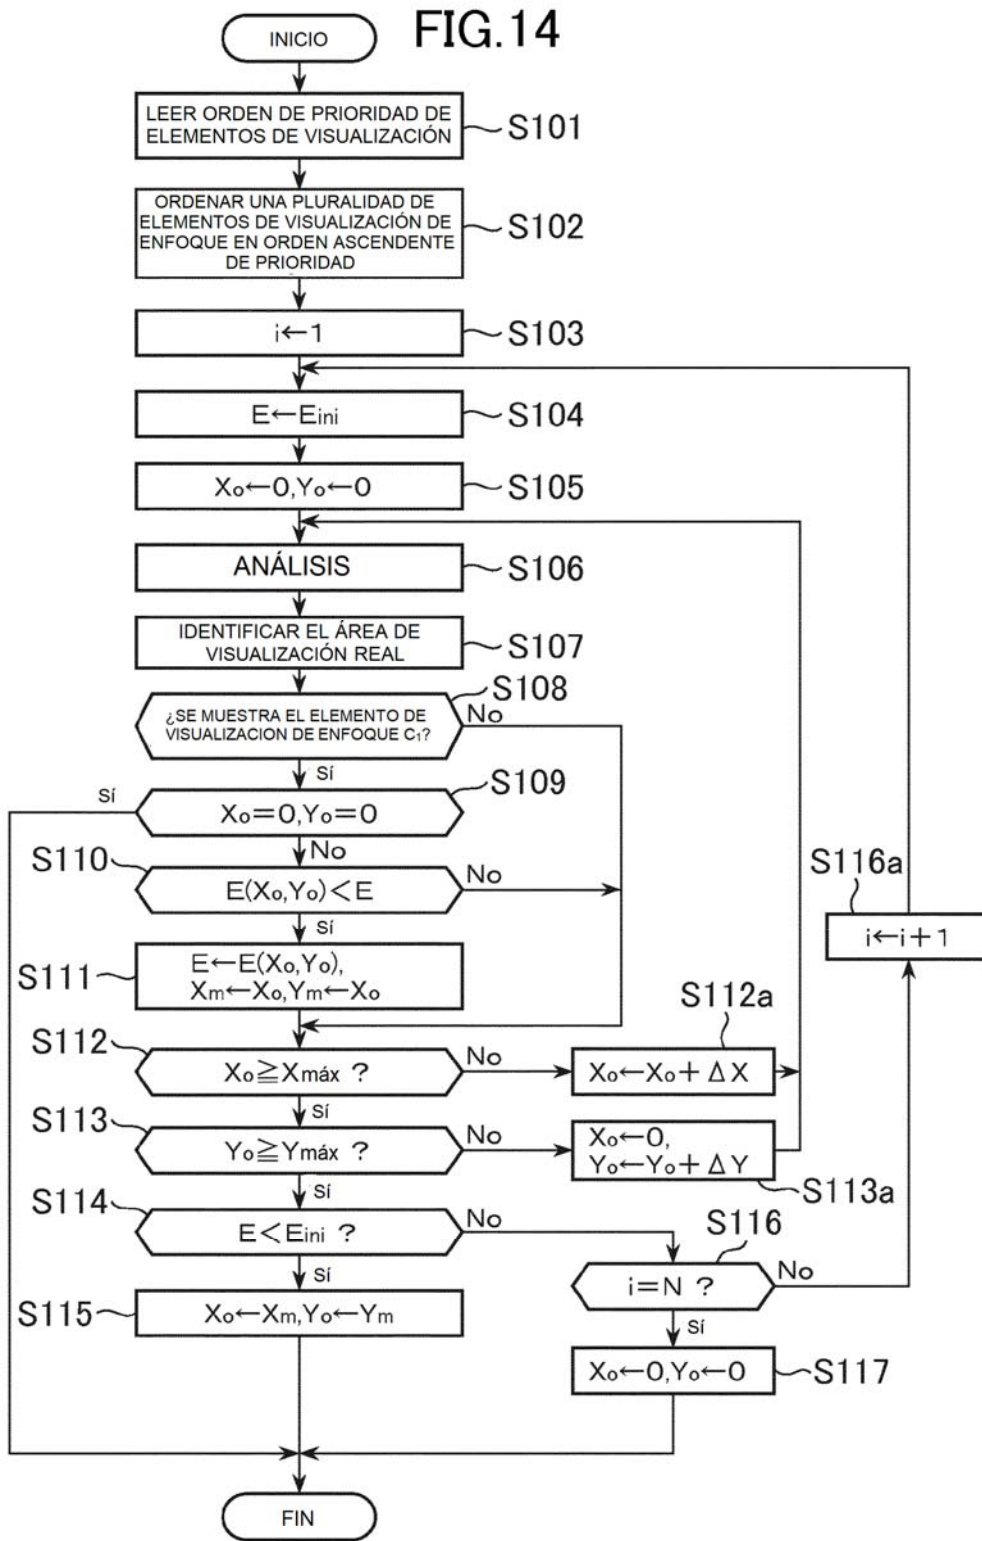 FIG.14
INICIO
LEER ORDEN DE PRIORIDAD DE
ELEMENTOS DE VISUALIZACIÓN
S101
ORDENAR UNA PLURALIDAD DE
ELEMENTOS DE VISUALIZACIÓN DE
ENFOQUE EN ORDEN ASCENDENTE
DE PRIORIDAD
S102
i←1
S103
E←Eini
S104
Xo←0,Yo←0
S105
ANÁLISIS
S106
IDENTIFICAR EL ÁREA DE
VISUALIZACIÓN REAL
S107
S108
¿SE MUESTRA EL ELEMENTO DE
VISUALIZACION DE ENFOQUE C1?
No
Sí
S109
Sí
Xo=0,Yo=0
No
S110
E(Xo,Yo)<E
No
Sí
S111
E←E(Xo,Yo),
Xm←Xo,Ym←Xo
S112
Xo≧Xmáx ?
No
S112a
Xo←Xo+ΔX
Sí
S113
Yo≧Ymáx ?
No
Xo←0,
Yo←Yo+ΔY
S113a
Sí
S114
E<Eini ?
No
Sí
S115
Xo←Xm,Yo←Ym
S116
i=N ?
No
S116a
i←i+1
Sí
Xo←0,Yo←0
S117
FIN